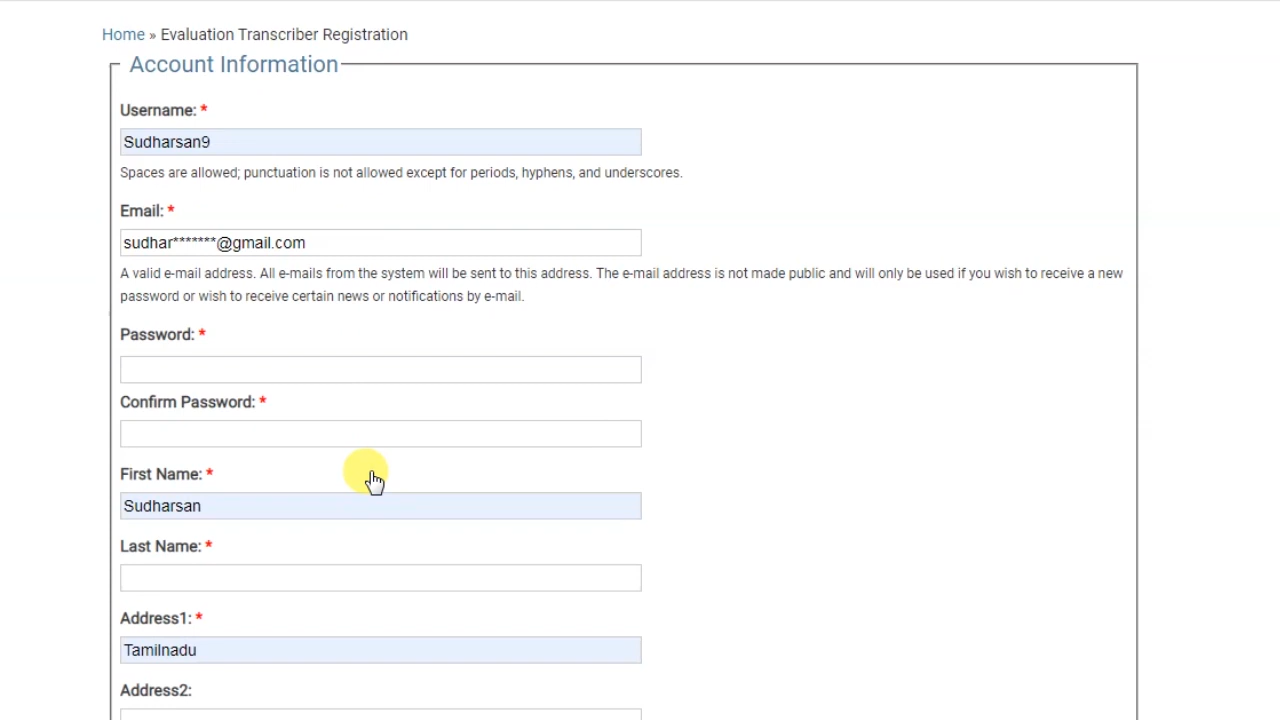 Home » Evaluation Transcriber Registration
Account Information
Username: *
Sudharsan9
Spaces are allowed; punctuation is not allowed except for periods, hyphens, and underscores.
Email: *
sudhar*******@gmail.com
A valid e-mail address. All e-mails from the system will be sent to this address. The e-mail address is not made public and will only be used if you wish to receive a new
password or wish to receive certain news or notifications by e-mail.
Password: *
Confirm Password: *
First Name: *
Sudharsan
Last Name: *
Address1: *
Tamilnadu
Address2: